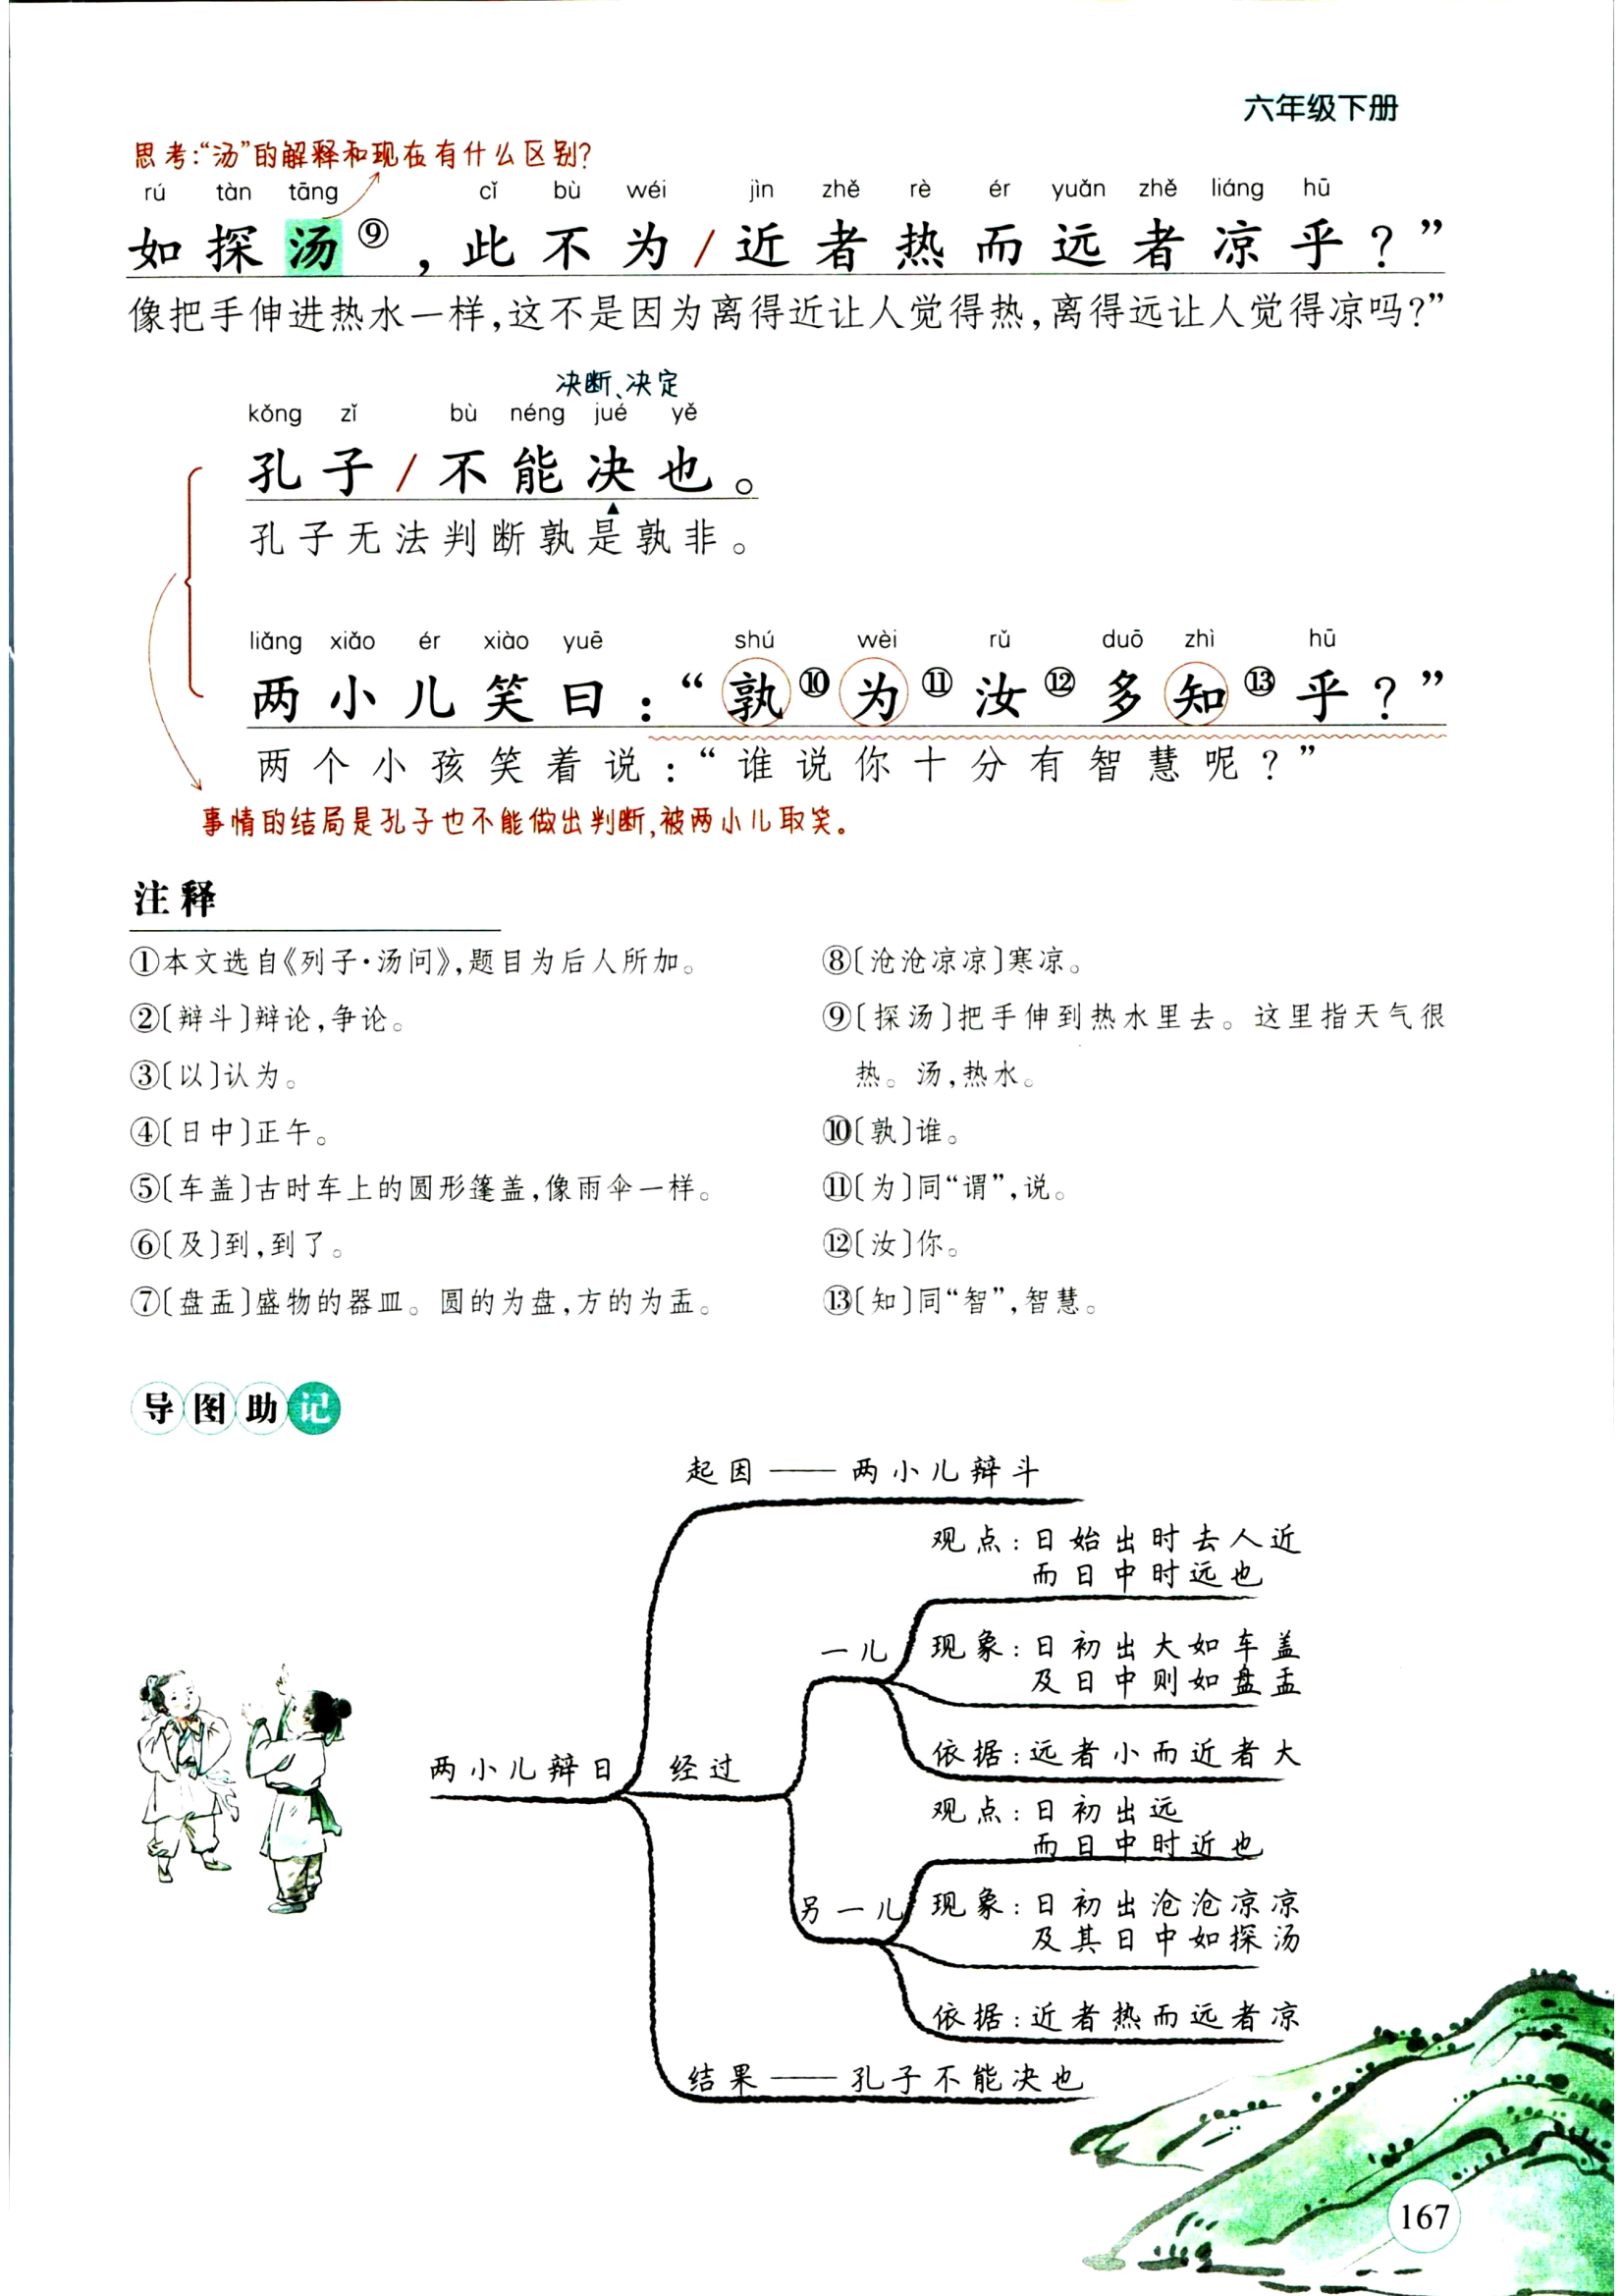 六年级下册
思考:“汤”的解释和现在有什么区别?
rú tàn tāng cǐ bù wéi jìn zhě rè ér yuǎn zhě liáng hū
如探汤⑨，此不为/近者热而远者凉乎？”
像把手伸进热水一样,这不是因为离得近让人觉得热,离得远让人觉得凉吗?”
决断、决定
kǒng zǐ bù néng jué yě
孔子/不能决也。
孔子无法判断孰是孰非。
liǎng xiǎo ér xiào yuē shú wèi rǔ duō zhì hū
两小儿笑曰：“孰⑩为⑪汝⑫多知⑬乎？”
两个小孩笑着说：“谁说你十分有智慧呢？”
事情的结局是孔子也不能做出判断,被两小儿取笑。
注释
①本文选自《列子·汤问》,题目为后人所加。
②〔辩斗〕辩论,争论。
③〔以〕认为。
④〔日中〕正午。
⑤〔车盖〕古时车上的圆形篷盖,像雨伞一样。
⑥〔及〕到,到了。
⑦〔盘盂〕盛物的器皿。圆的为盘,方的为盂。
⑧〔沧沧凉凉〕寒凉。
⑨〔探汤〕把手伸到热水里去。这里指天气很
热。汤,热水。
⑩〔孰〕谁。
⑪〔为〕同“谓”,说。
⑫〔汝〕你。
⑬〔知〕同“智”,智慧。
导图助记
起因——两小儿辩斗
观点:日始出时去人近
而日中时远也
一儿
现象:日初出大如车盖
及日中则如盘盂
依据:远者小而近者大
两小儿辩日
经过
观点:日初出远
而日中时近也
另一儿
现象:日初出沧沧凉凉
及其日中如探汤
依据:近者热而远者凉
结果——孔子不能决也
167